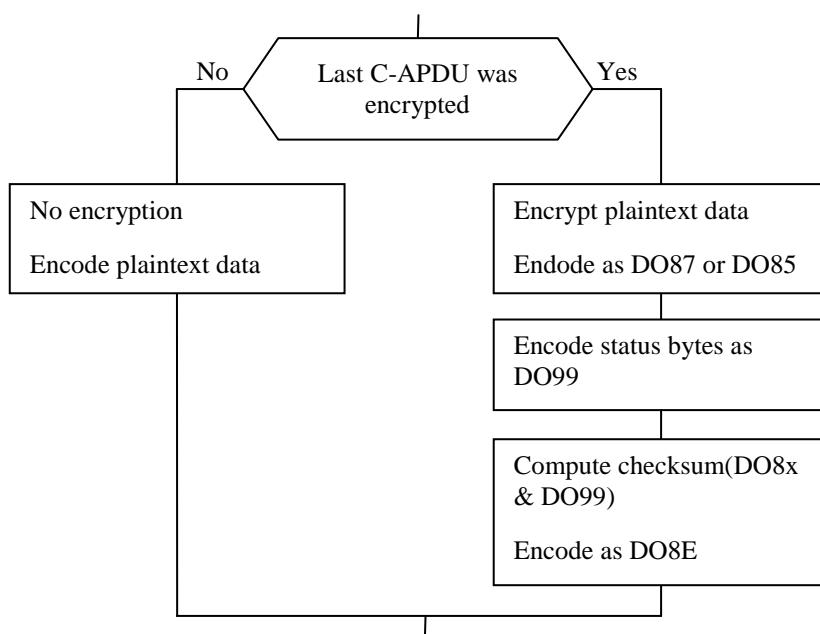 No
Last C-APDU was
encrypted
Yes
No encryption
Encode plaintext data
Encrypt plaintext data
Endode as DO87 or DO85
Encode status bytes as
DO99
Compute checksum(DO8x
& DO99)
Encode as DO8E